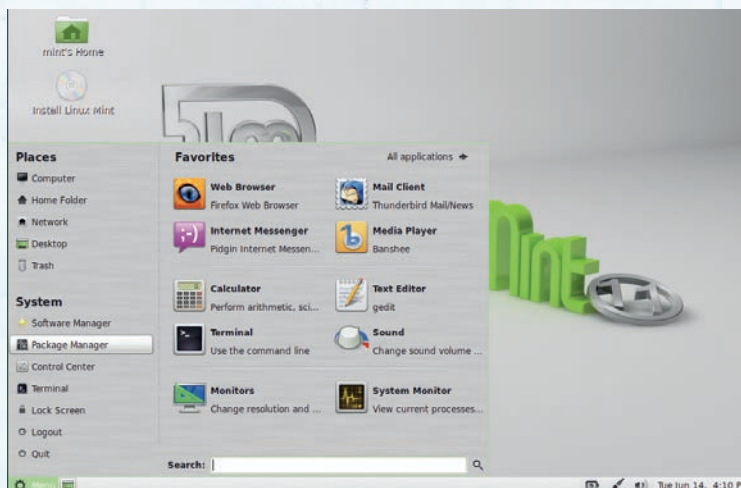 mint's Home
Install Linux Mint
Places
Computer
Home Folder
Network
Desktop
Trash
System
Software Manager
Package Manager
Control Center
Terminal
Lock Screen
Logout
Quit
Favorites
All applications
Web Browser
Firefox Web Browser
Mail Client
Thunderbird Mail/News
Internet Messenger
Pidgin Internet Messen...
Media Player
Banshee
Calculator
Perform arithmetic, sci...
Text Editor
gedit
Terminal
Use the command line
Sound
Change sound volume ...
Monitors
Change resolution and ...
System Monitor
View current processes...
Search:
Mint
Menu
Tue Jun 14, 4:10 P